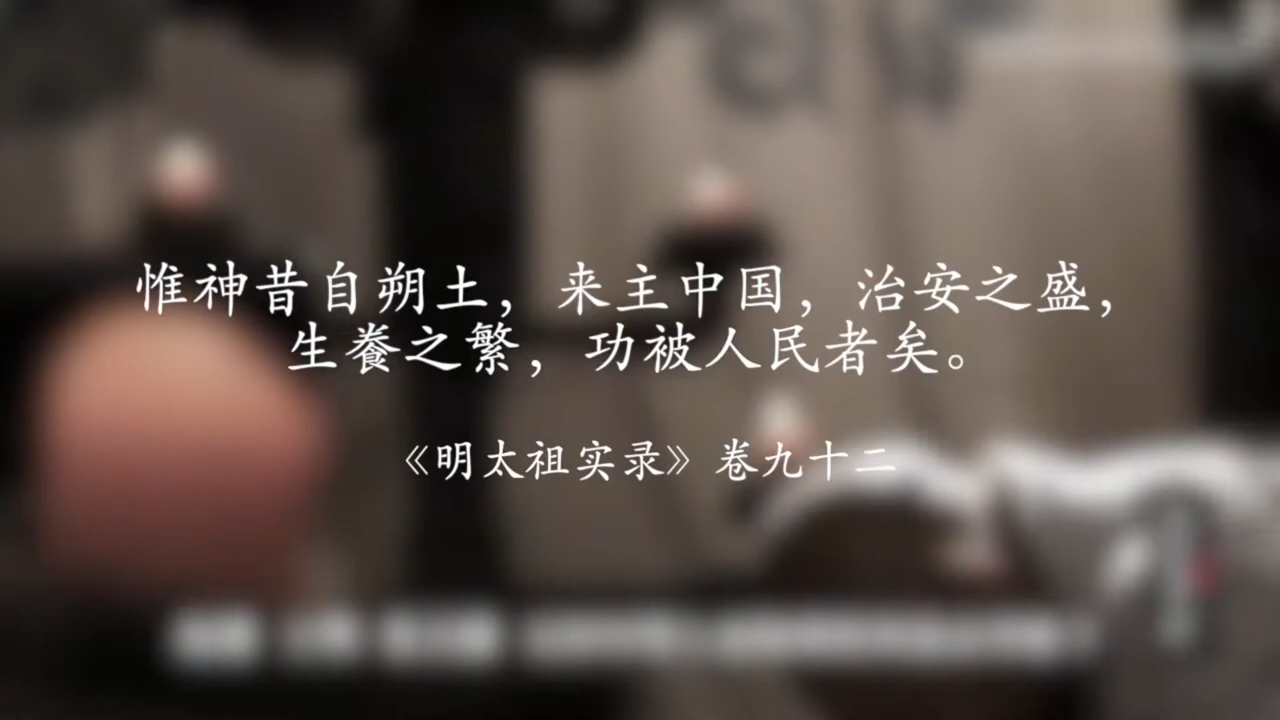 惟神昔自朔土，来主中国，治安之盛，
生飬之繁，功被人民者矣。
《明太祖实录》卷九十二